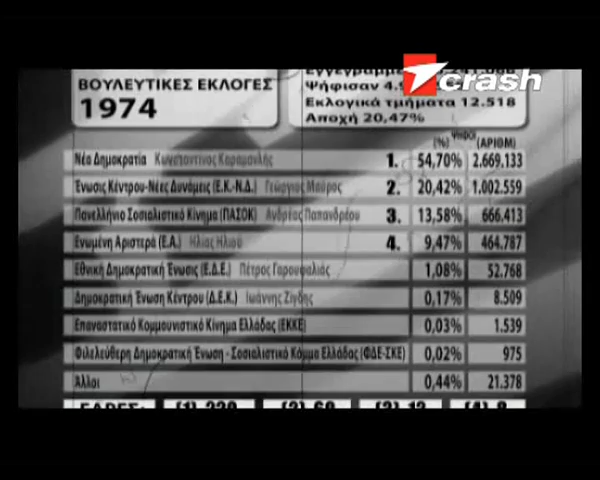 crash
ΒΟΥΛΕΥΤΙΚΕΣ ΕΚΛΟΓΕΣ
1974
Ψήφισαν
Εκλογικά τμήματα 12.518
Αποχή 20,47%
(%) ΨΗΦΟΙ (ΑΡΙΘΜ)
Νέα Δημοκρατία Κωνσταντίνος Καραμανλής 1. 54,70% 2.669.133
Ένωσις Κέντρου-Νέες Δυνάμεις (Ε.Κ.-Ν.Δ.) Γεώργιος Μαύρος 2. 20,42% 1.002.559
Πανελλήνιο Σοσιαλιστικό Κίνημα (ΠΑΣΟΚ) Ανδρέας Παπανδρέου 3. 13,58% 666.413
Ενωμένη Αριστερά (Ε.Α.) Ηλίας Ηλιού 4. 9,47% 464.787
Εθνική Δημοκρατική Ένωσις (Ε.Δ.Ε.) Πέτρος Γαρουφαλιάς 1,08% 52.768
Δημοκρατική Ένωση Κέντρου (Δ.Ε.Κ.) Ιωάννης Ζίγδης 0,17% 8.509
Επαναστατικό Κομμουνιστικό Κίνημα Ελλάδας (ΕΚΚΕ) 0,03% 1.539
Φιλελεύθερη Δημοκρατική Ένωση - Σοσιαλιστικό Κόμμα Ελλάδας (ΦΔΕ-ΣΚΕ) 0,02% 975
Άλλοι 0,44% 21.378